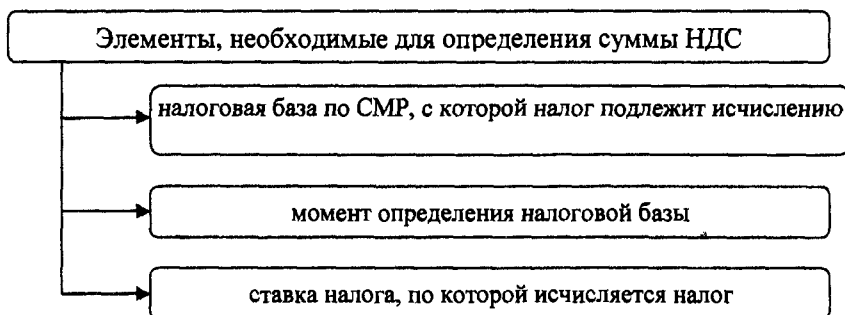 Элементы, необходимые для определения суммы НДС
налоговая база по СМР, с которой налог подлежит исчислению
момент определения налоговой базы
ставка налога, по которой исчисляется налог